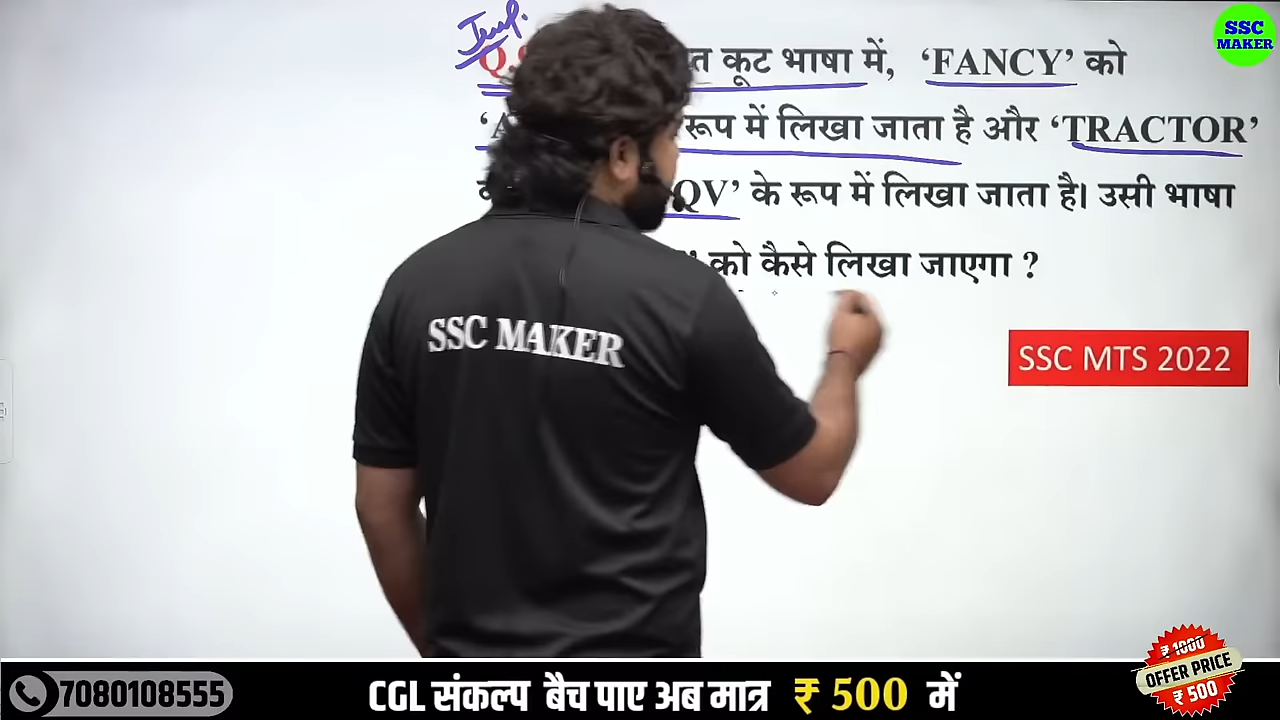 Imp.
SSC
MAKER
Q.
त कूट भाषा में, ‘FANCY’ को
‘A रूप में लिखा जाता है और ‘TRACTOR’
QV’ के रूप में लिखा जाता है। उसी भाषा
को कैसे लिखा जाएगा ?
SSC MTS 2022
SSC MAKER
₹ 1000
OFFER PRICE
₹ 500
7080108555 CGL संकल्प बैच पाए अब मात्र ₹ 500 में